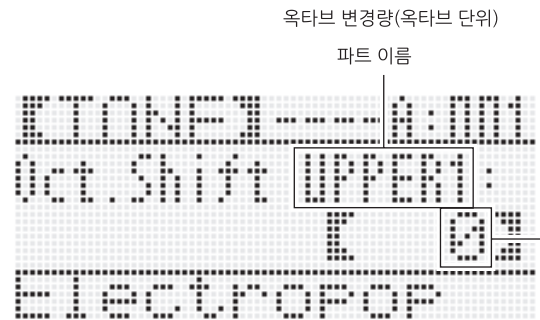 옥타브 변경량(옥타브 단위)
파트 이름
【TONE】----A:001
Oct.Shift UPPER1:
【 0】
Electropop